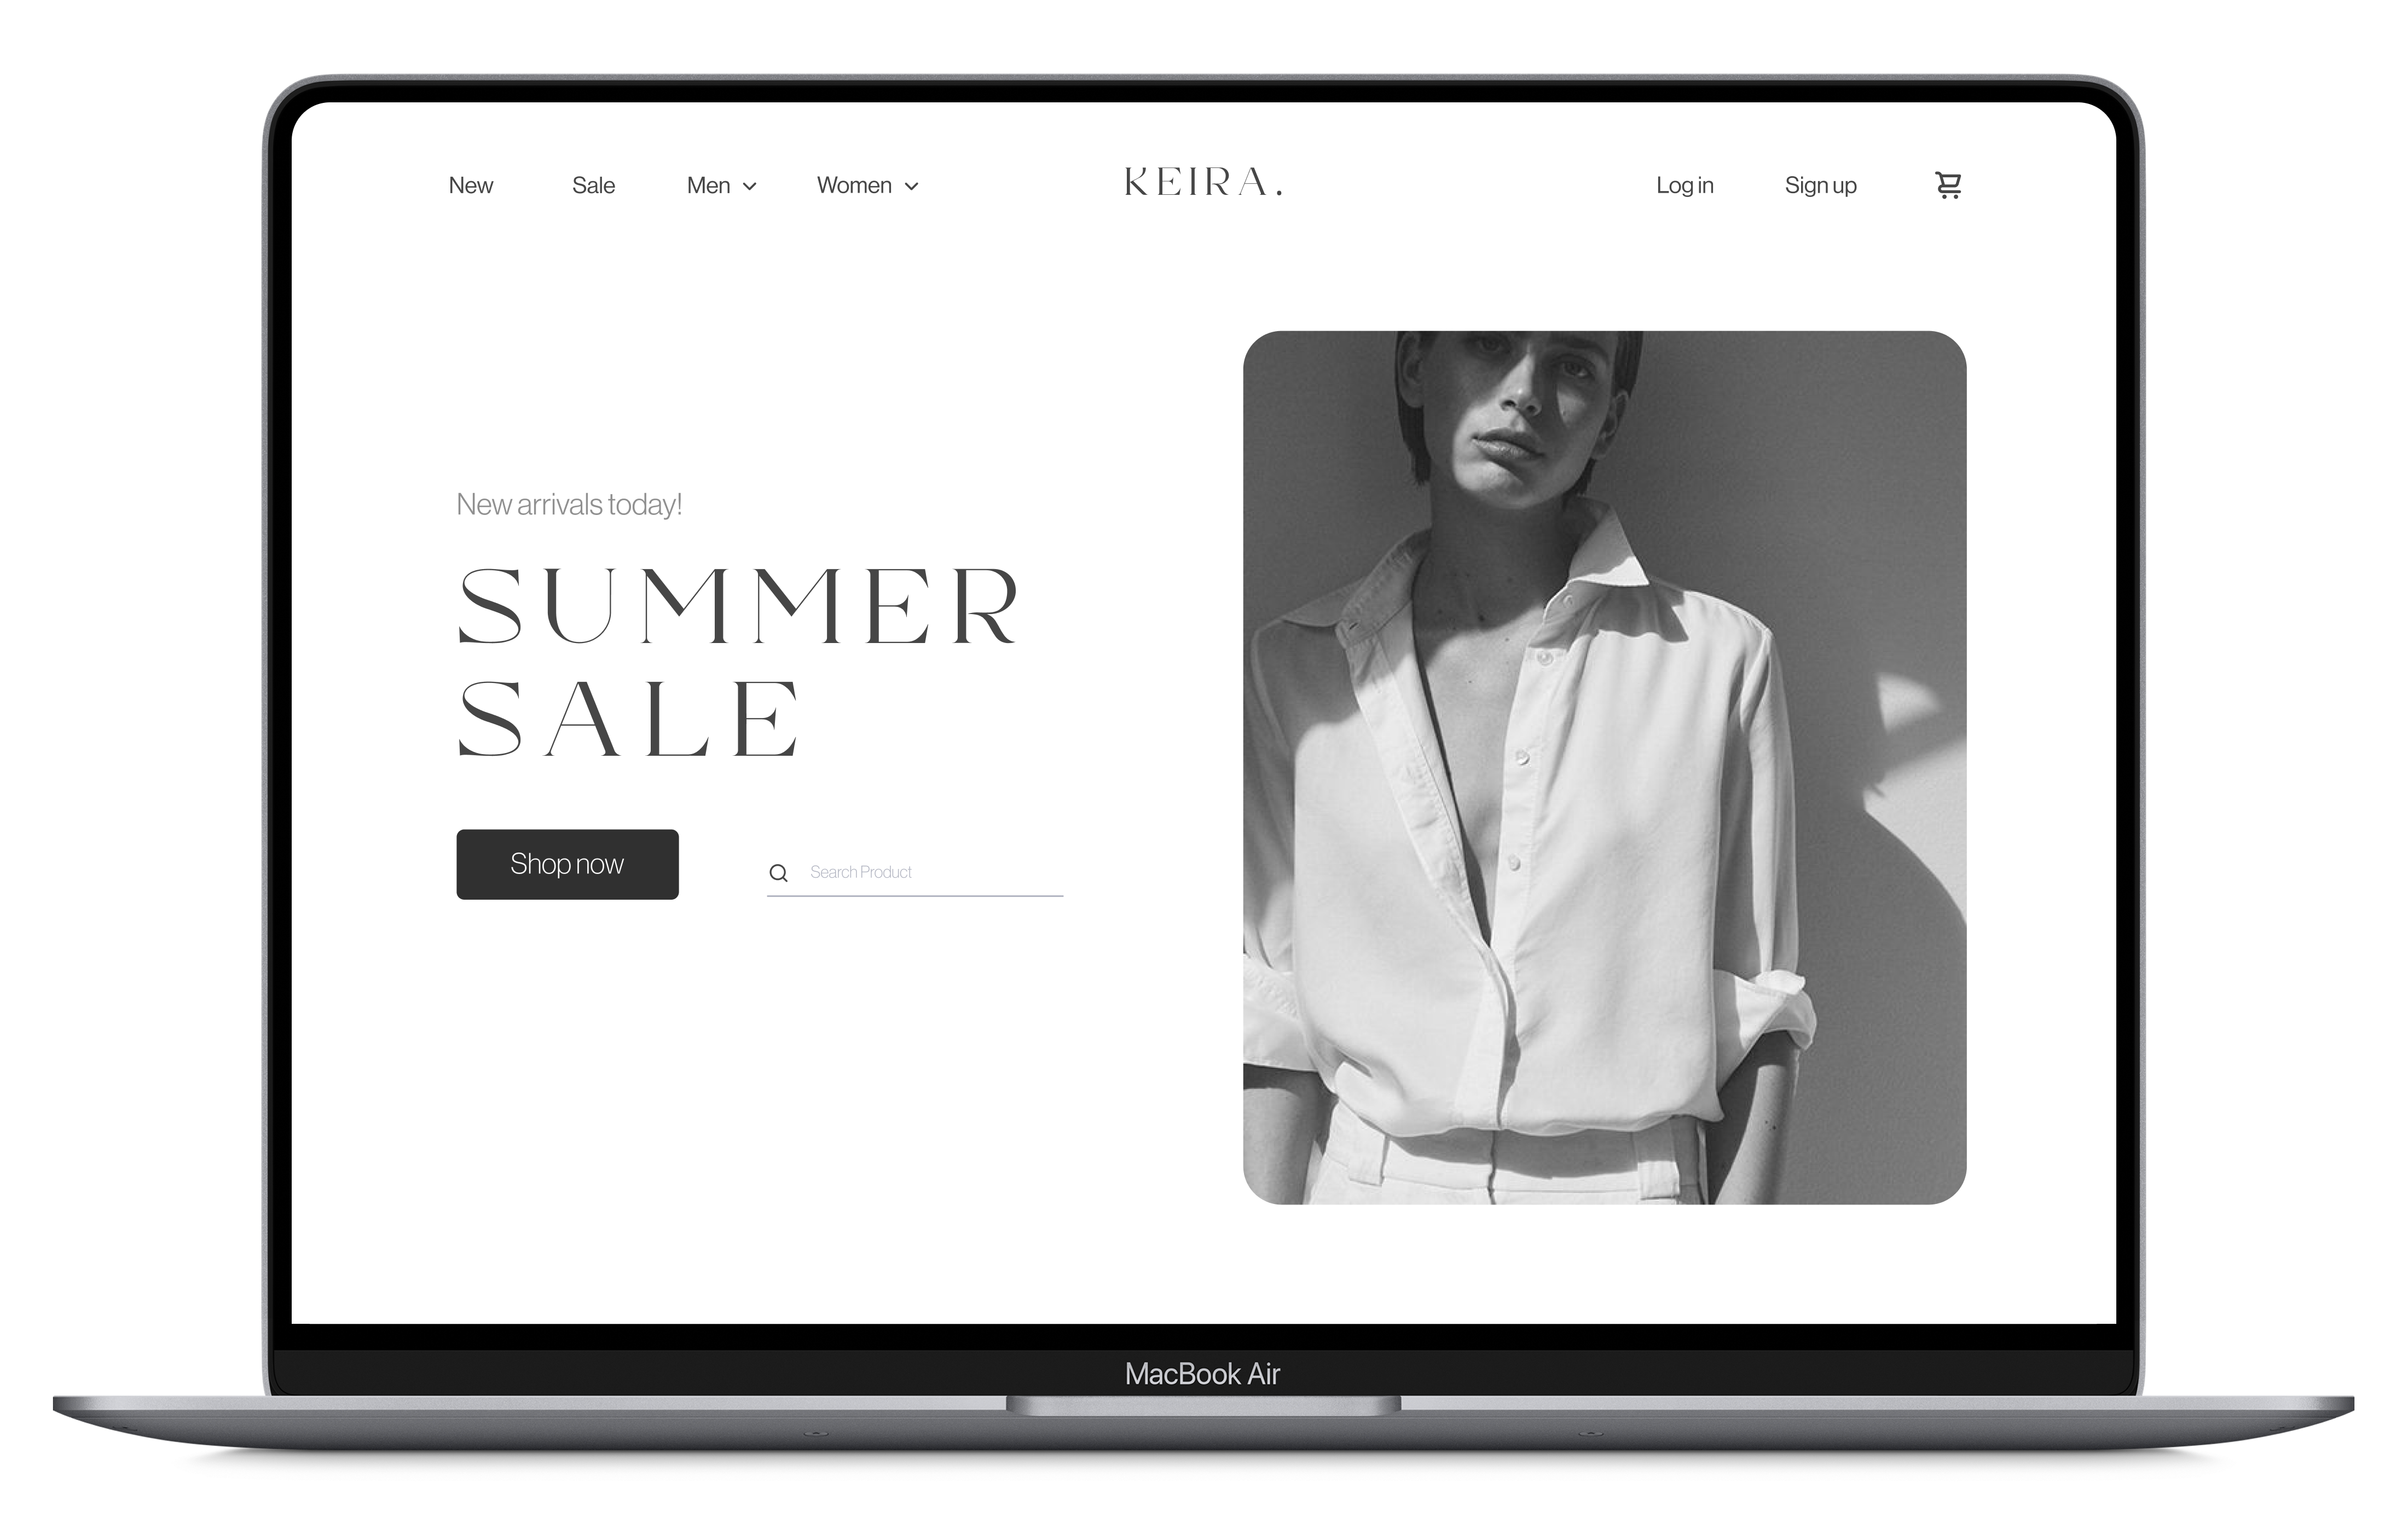 New Sale Men Women KEIRA. Log in Sign up
New arrivals today!
SUMMER
SALE
Shop now
Search Product
MacBook Air